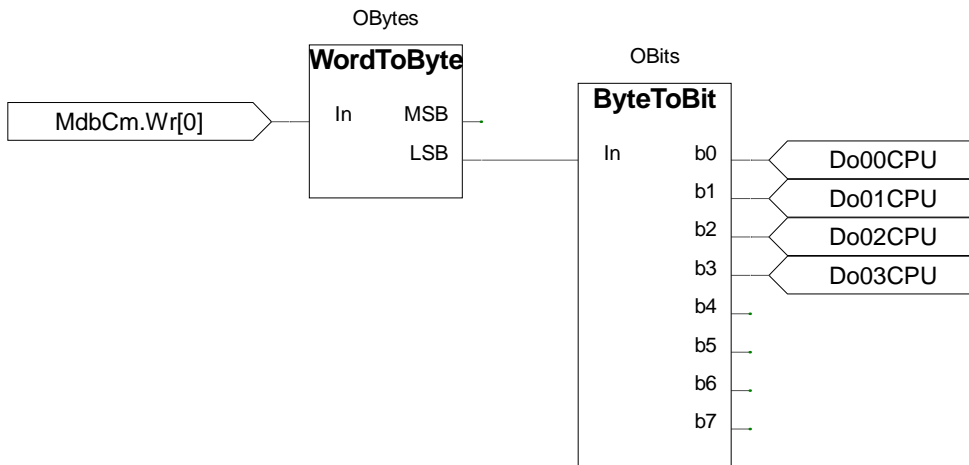 OBytes
WordToByte
MdbCm.Wr[0]
In
MSB
LSB
OBits
ByteToBit
In
b0
Do00CPU
b1
Do01CPU
b2
Do02CPU
b3
Do03CPU
b4
b5
b6
b7